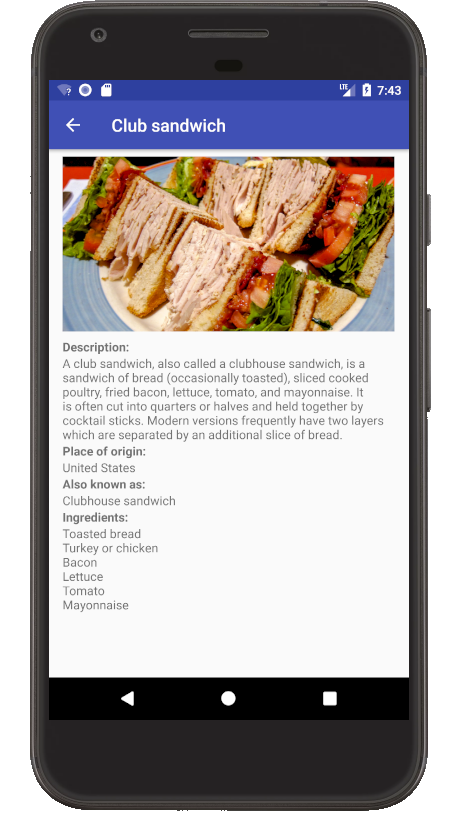 LTE 7:43
Club sandwich
Description:
A club sandwich, also called a clubhouse sandwich, is a
sandwich of bread (occasionally toasted), sliced cooked
poultry, fried bacon, lettuce, tomato, and mayonnaise. It
is often cut into quarters or halves and held together by
cocktail sticks. Modern versions frequently have two layers
which are separated by an additional slice of bread.
Place of origin:
United States
Also known as:
Clubhouse sandwich
Ingredients:
Toasted bread
Turkey or chicken
Bacon
Lettuce
Tomato
Mayonnaise